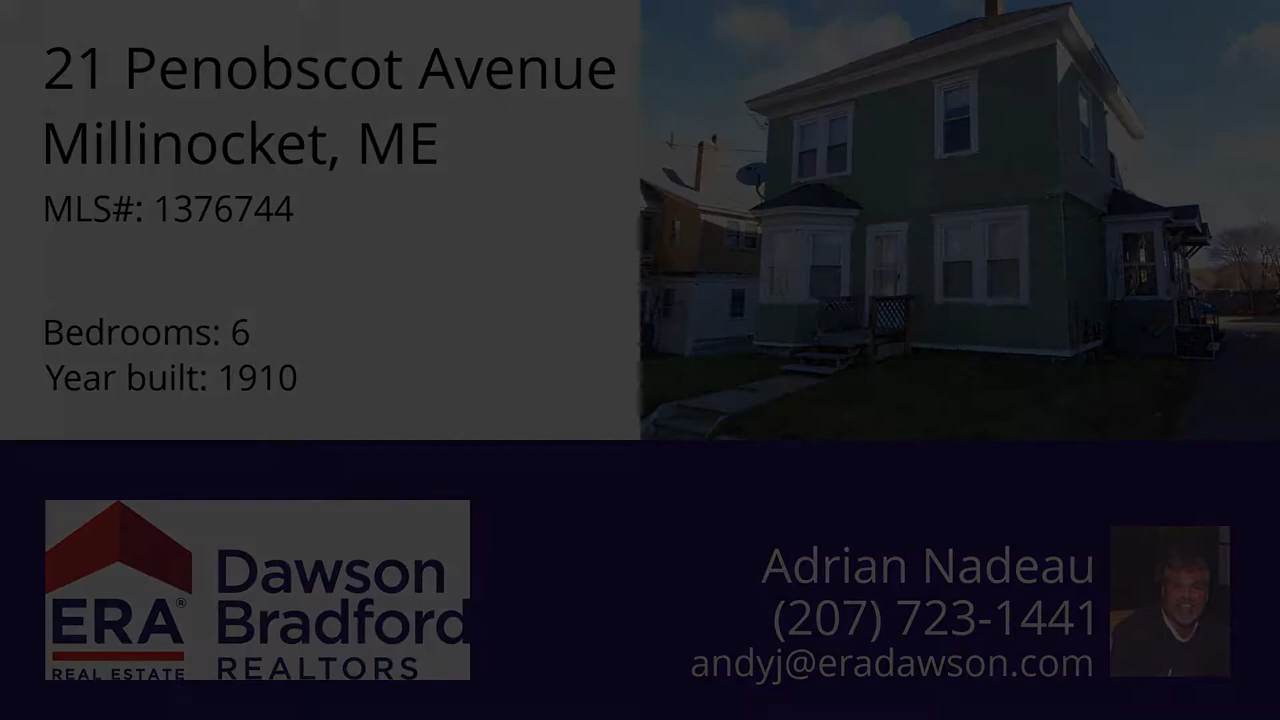 21 Penobscot Avenue
Millinocket, ME
MLS#: 1376744
Bedrooms: 6
Year built: 1910
ERA®
REAL ESTATE
Dawson
Bradford
REALTORS
Adrian Nadeau
(207) 723-1441
andyj@eradawson.com